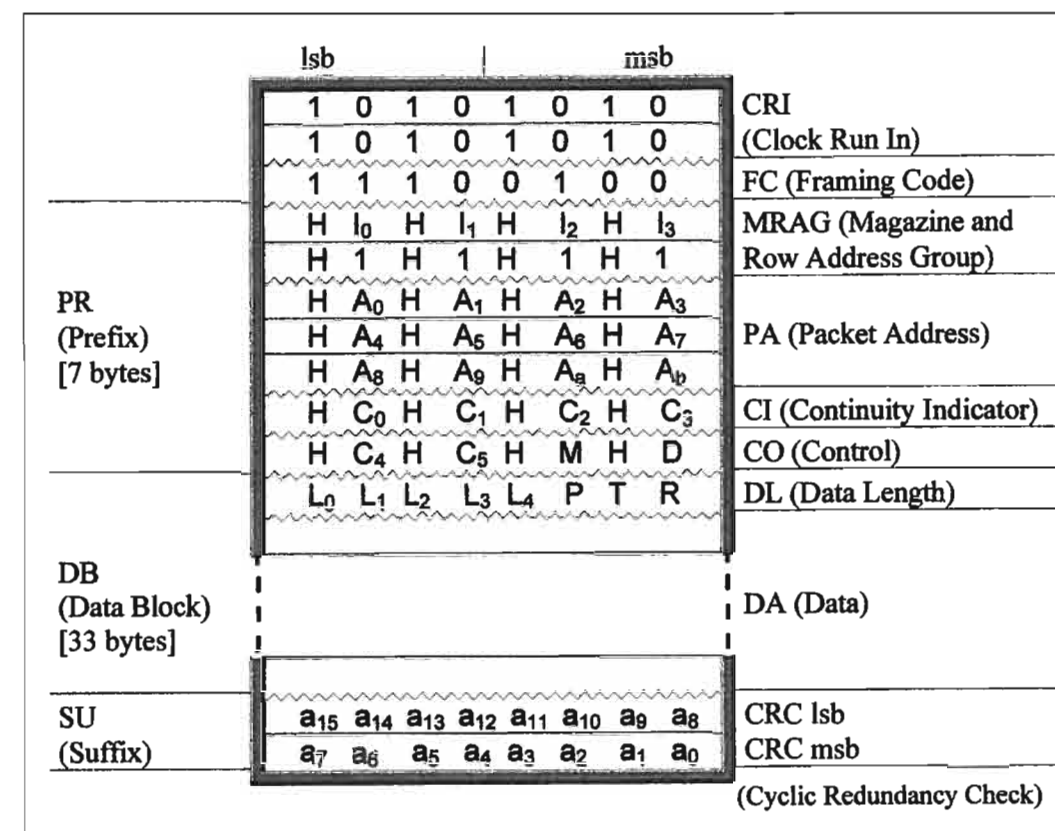 lsb msb
1 0 1 0 1 0 1 0 CRI
1 0 1 0 1 0 1 0 (Clock Run In)
1 1 1 0 0 1 0 0 FC (Framing Code)
H I₀ H I₁ H I₂ H I₃ MRAG (Magazine and
H 1 H 1 H 1 H 1 Row Address Group)
PR
(Prefix)
[7 bytes]
H A₀ H A₁ H A₂ H A₃
H A₄ H A₅ H A₆ H A₇ PA (Packet Address)
H A₈ H A₉ H Aₐ H A_b
H C₀ H C₁ H C₂ H C₃ CI (Continuity Indicator)
H C₄ H C₅ H M H D CO (Control)
L₀ L₁ L₂ L₃ L₄ P T R DL (Data Length)
DB
(Data Block)
[33 bytes]
DA (Data)
SU
(Suffix)
a₁₅ a₁₄ a₁₃ a₁₂ a₁₁ a₁₀ a₉ a₈ CRC lsb
a₇ a₆ a₅ a₄ a₃ a₂ a₁ a₀ CRC msb
(Cyclic Redundancy Check)